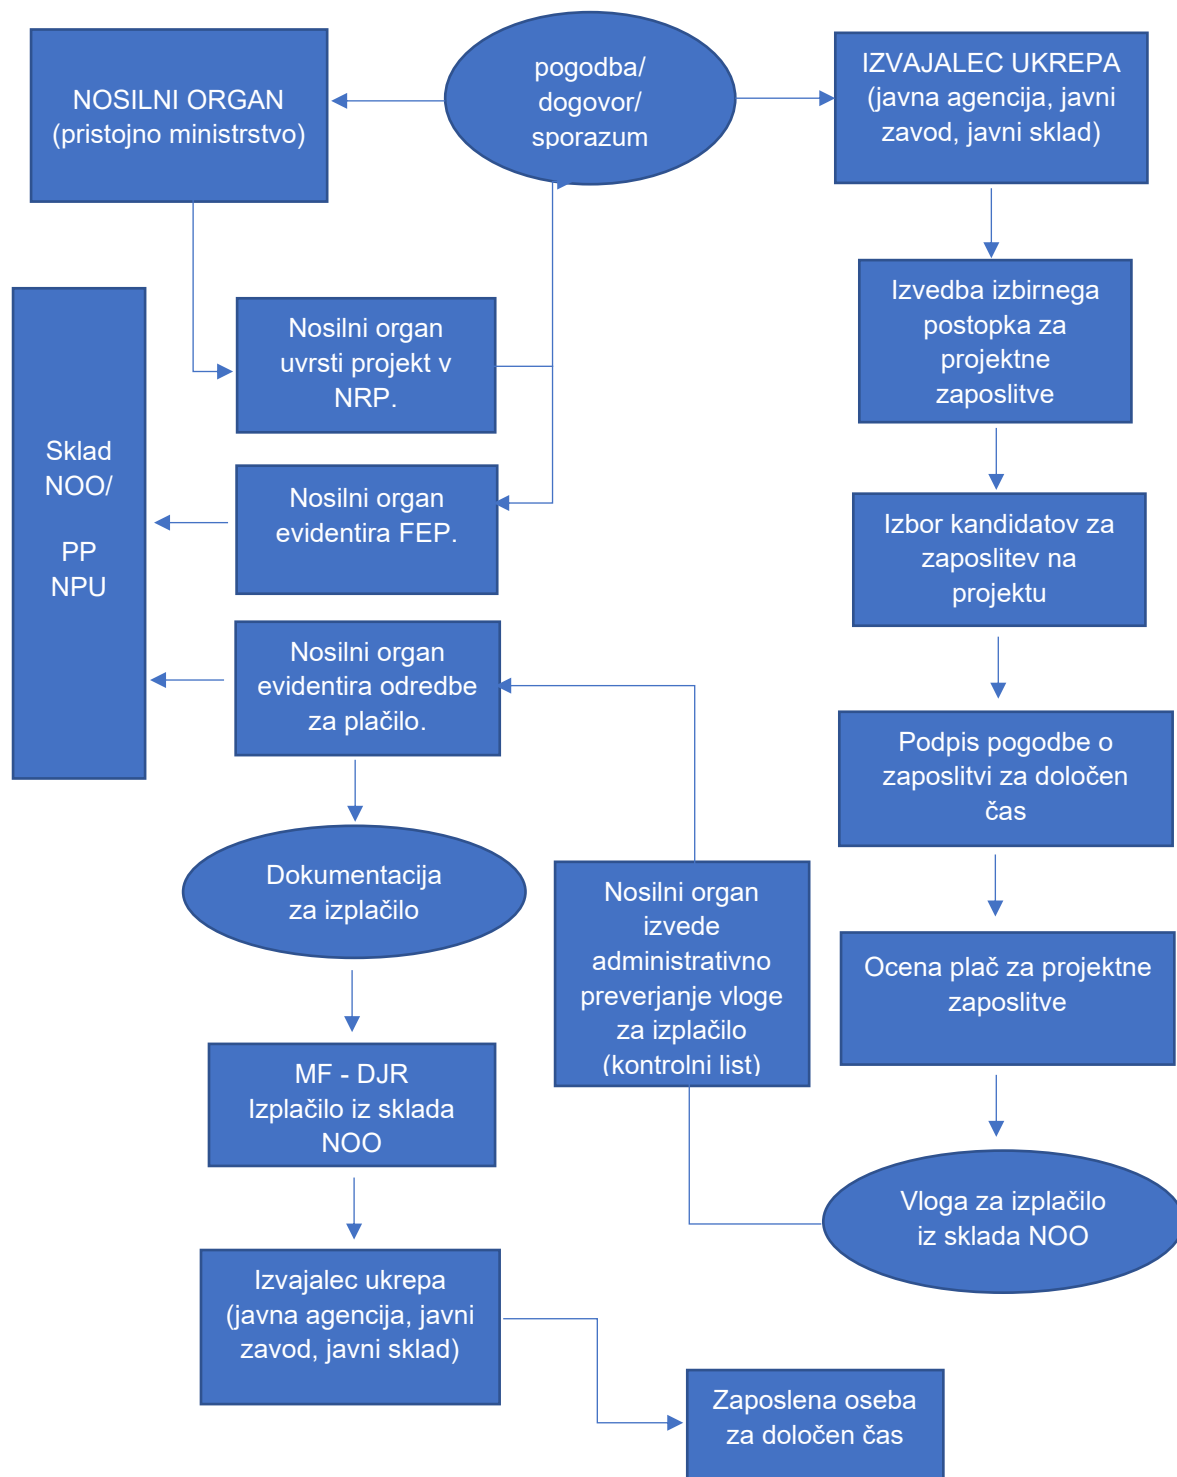 pogodba/
dogovor/
sporazum
NOSILNI ORGAN
(pristojno ministrstvo)
IZVAJALEC UKREPA
(javna agencija, javni
zavod, javni sklad)
Sklad
NOO/
PP
NPU
Nosilni organ
uvrsti projekt v
NRP.
Nosilni organ
evidentira FEP.
Nosilni organ
evidentira odredbe
za plačilo.
Dokumentacija
za izplačilo
MF - DJR
Izplačilo iz sklada
NOO
Izvajalec ukrepa
(javna agencija, javni
zavod, javni sklad)
Izvedba izbirnega
postopka za
projektne
zaposlitve
Izbor kandidatov za
zaposlitev na
projektu
Podpis pogodbe o
zaposlitvi za določen
čas
Ocena plač za projektne
zaposlitve
Vloga za izplačilo
iz sklada NOO
Nosilni organ
izvede
administrativno
preverjanje vloge
za izplačilo
(kontrolni list)
Zaposlena oseba
za določen čas